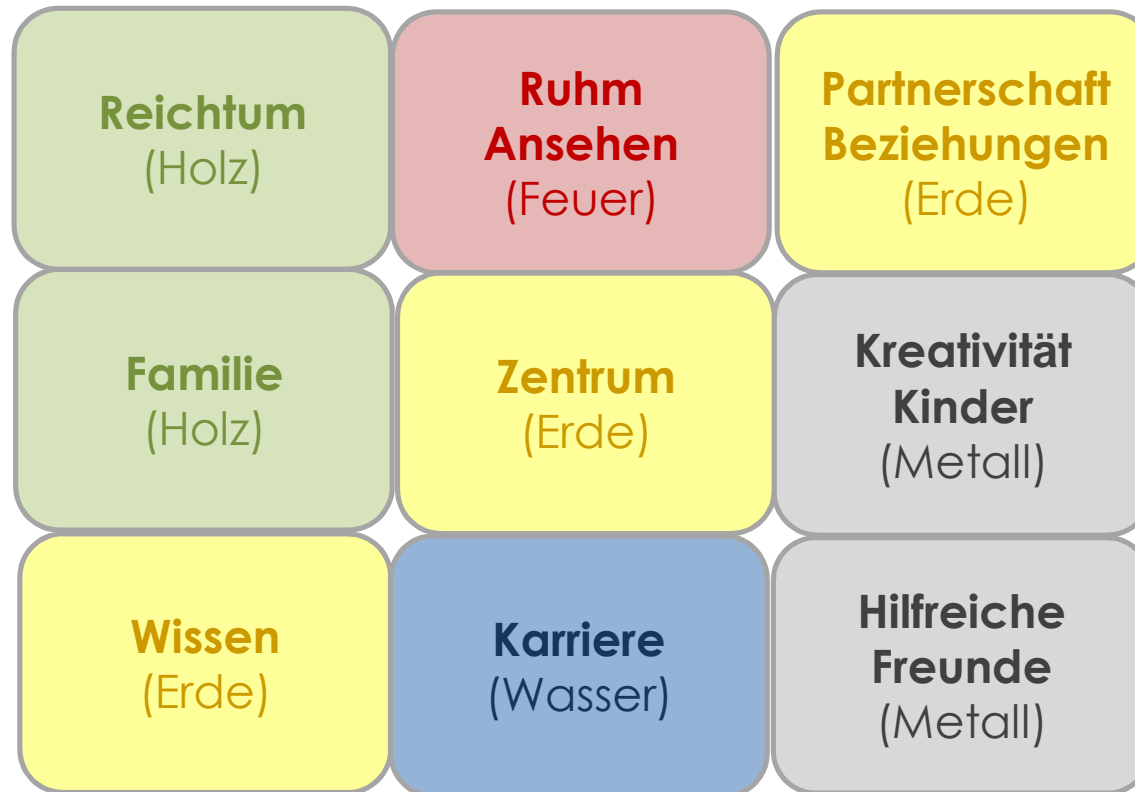 Reichtum
(Holz)
Ruhm
Ansehen
(Feuer)
Partnerschaft
Beziehungen
(Erde)
Familie
(Holz)
Zentrum
(Erde)
Kreativität
Kinder
(Metall)
Wissen
(Erde)
Karriere
(Wasser)
Hilfreiche
Freunde
(Metall)